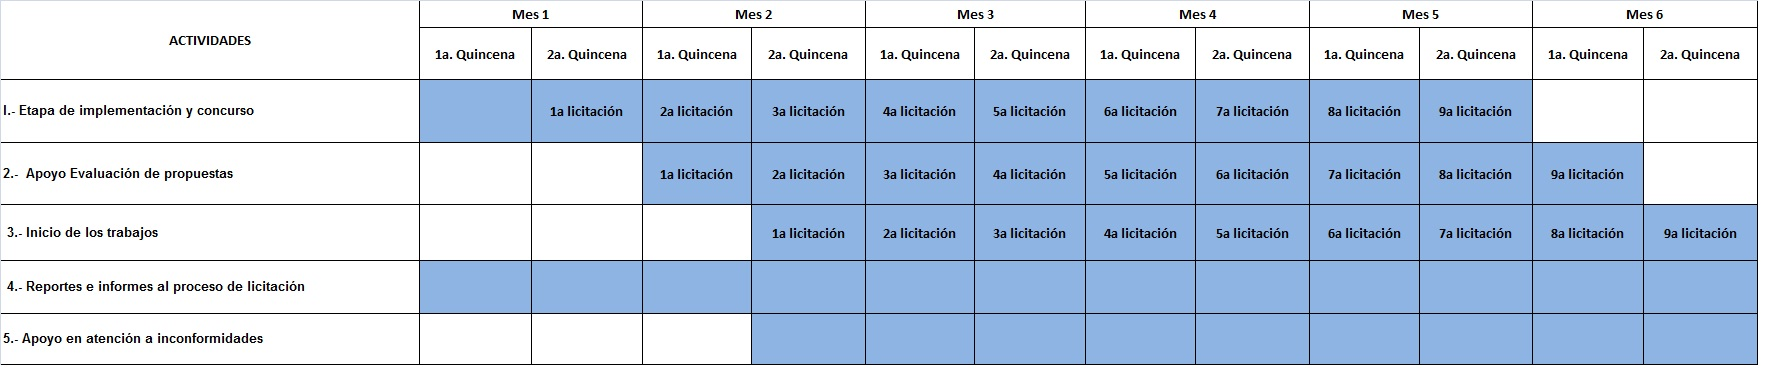 ACTIVIDADES
Mes 1 Mes 2 Mes 3 Mes 4 Mes 5 Mes 6
1a. Quincena 2a. Quincena 1a. Quincena 2a. Quincena 1a. Quincena 2a. Quincena 1a. Quincena 2a. Quincena 1a. Quincena 2a. Quincena 1a. Quincena 2a. Quincena
I.- Etapa de implementación y concurso 1a licitación 2a licitación 3a licitación 4a licitación 5a licitación 6a licitación 7a licitación 8a licitación 9a licitación
2.- Apoyo Evaluación de propuestas 1a licitación 2a licitación 3a licitación 4a licitación 5a licitación 6a licitación 7a licitación 8a licitación 9a licitación
3.- Inicio de los trabajos 1a licitación 2a licitación 3a licitación 4a licitación 5a licitación 6a licitación 7a licitación 8a licitación 9a licitación
4.- Reportes e informes al proceso de licitación
5.- Apoyo en atención a inconformidades